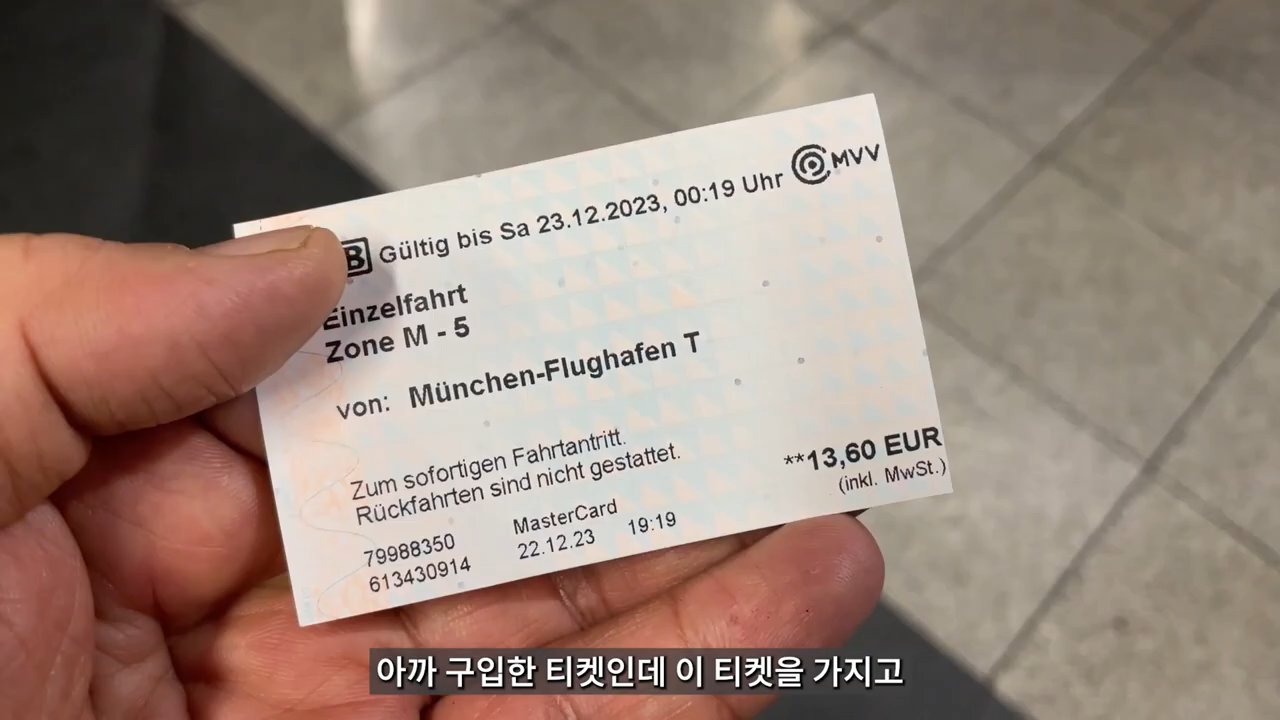 B Gültig bis Sa 23.12.2023, 00:19 Uhr MVV
Einzelfahrt
Zone M - 5
von: München-Flughafen T
Zum sofortigen Fahrtantritt.
Rückfahrten sind nicht gestattet.
**13,60 EUR
(inkl. MwSt.)
79988350 MasterCard
613430914 22.12.23 19:19
아까 구입한 티켓인데 이 티켓을 가지고